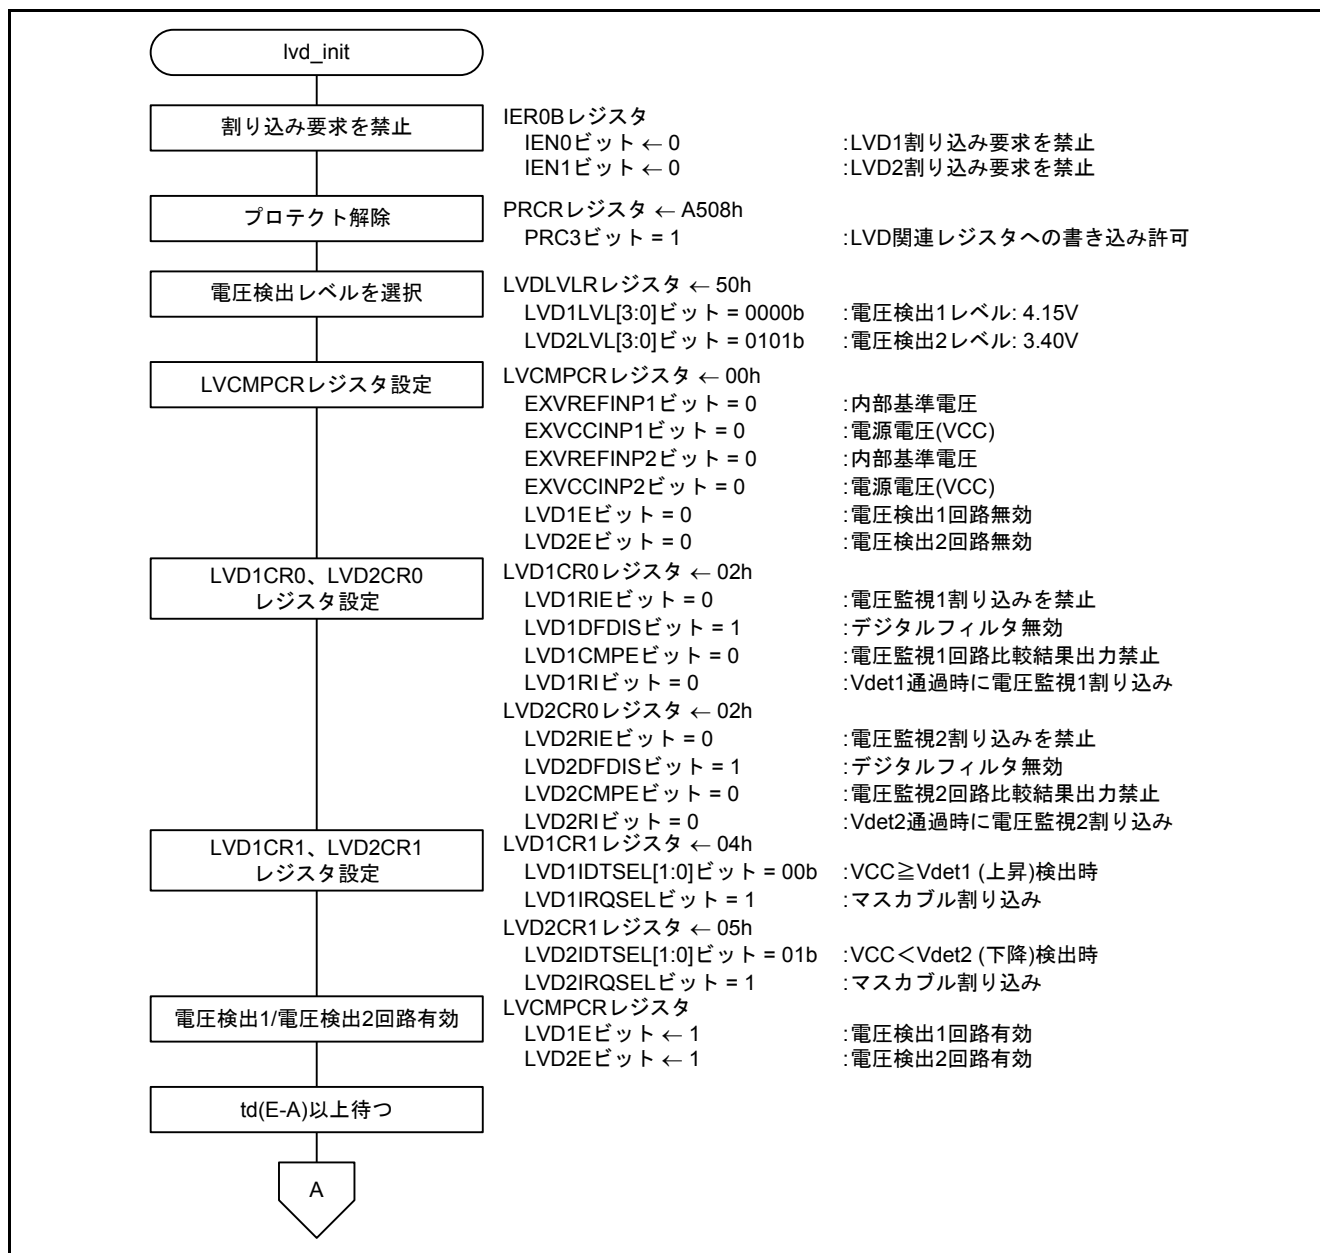 lvd_init
割り込み要求を禁止
IER0Bレジスタ
IEN0ビット ← 0 :LVD1割り込み要求を禁止
IEN1ビット ← 0 :LVD2割り込み要求を禁止
プロテクト解除
PRCRレジスタ ← A508h
PRC3ビット = 1 :LVD関連レジスタへの書き込み許可
電圧検出レベルを選択
LVDLVLRレジスタ ← 50h
LVD1LVL[3:0]ビット = 0000b :電圧検出1レベル: 4.15V
LVD2LVL[3:0]ビット = 0101b :電圧検出2レベル: 3.40V
LVCMPCRレジスタ設定
LVCMPCRレジスタ ← 00h
EXVREFINP1ビット = 0 :内部基準電圧
EXVCCINP1ビット = 0 :電源電圧(VCC)
EXVREFINP2ビット = 0 :内部基準電圧
EXVCCINP2ビット = 0 :電源電圧(VCC)
LVD1Eビット = 0 :電圧検出1回路無効
LVD2Eビット = 0 :電圧検出2回路無効
LVD1CR0、LVD2CR0
レジスタ設定
LVD1CR0レジスタ ← 02h
LVD1RIEビット = 0 :電圧監視1割り込みを禁止
LVD1DFDISビット = 1 :デジタルフィルタ無効
LVD1CMPEビット = 0 :電圧監視1回路比較結果出力禁止
LVD1RIビット = 0 :Vdet1通過時に電圧監視1割り込み
LVD2CR0レジスタ ← 02h
LVD2RIEビット = 0 :電圧監視2割り込みを禁止
LVD2DFDISビット = 1 :デジタルフィルタ無効
LVD2CMPEビット = 0 :電圧監視2回路比較結果出力禁止
LVD2RIビット = 0 :Vdet2通過時に電圧監視2割り込み
LVD1CR1、LVD2CR1
レジスタ設定
LVD1CR1レジスタ ← 04h
LVD1IDTSEL[1:0]ビット = 00b :VCC≧Vdet1 (上昇)検出時
LVD1IRQSELビット = 1 :マスカブル割り込み
LVD2CR1レジスタ ← 05h
LVD2IDTSEL[1:0]ビット = 01b :VCC＜Vdet2 (下降)検出時
LVD2IRQSELビット = 1 :マスカブル割り込み
電圧検出1/電圧検出2回路有効
LVCMPCRレジスタ
LVD1Eビット ← 1 :電圧検出1回路有効
LVD2Eビット ← 1 :電圧検出2回路有効
td(E-A)以上待つ
A